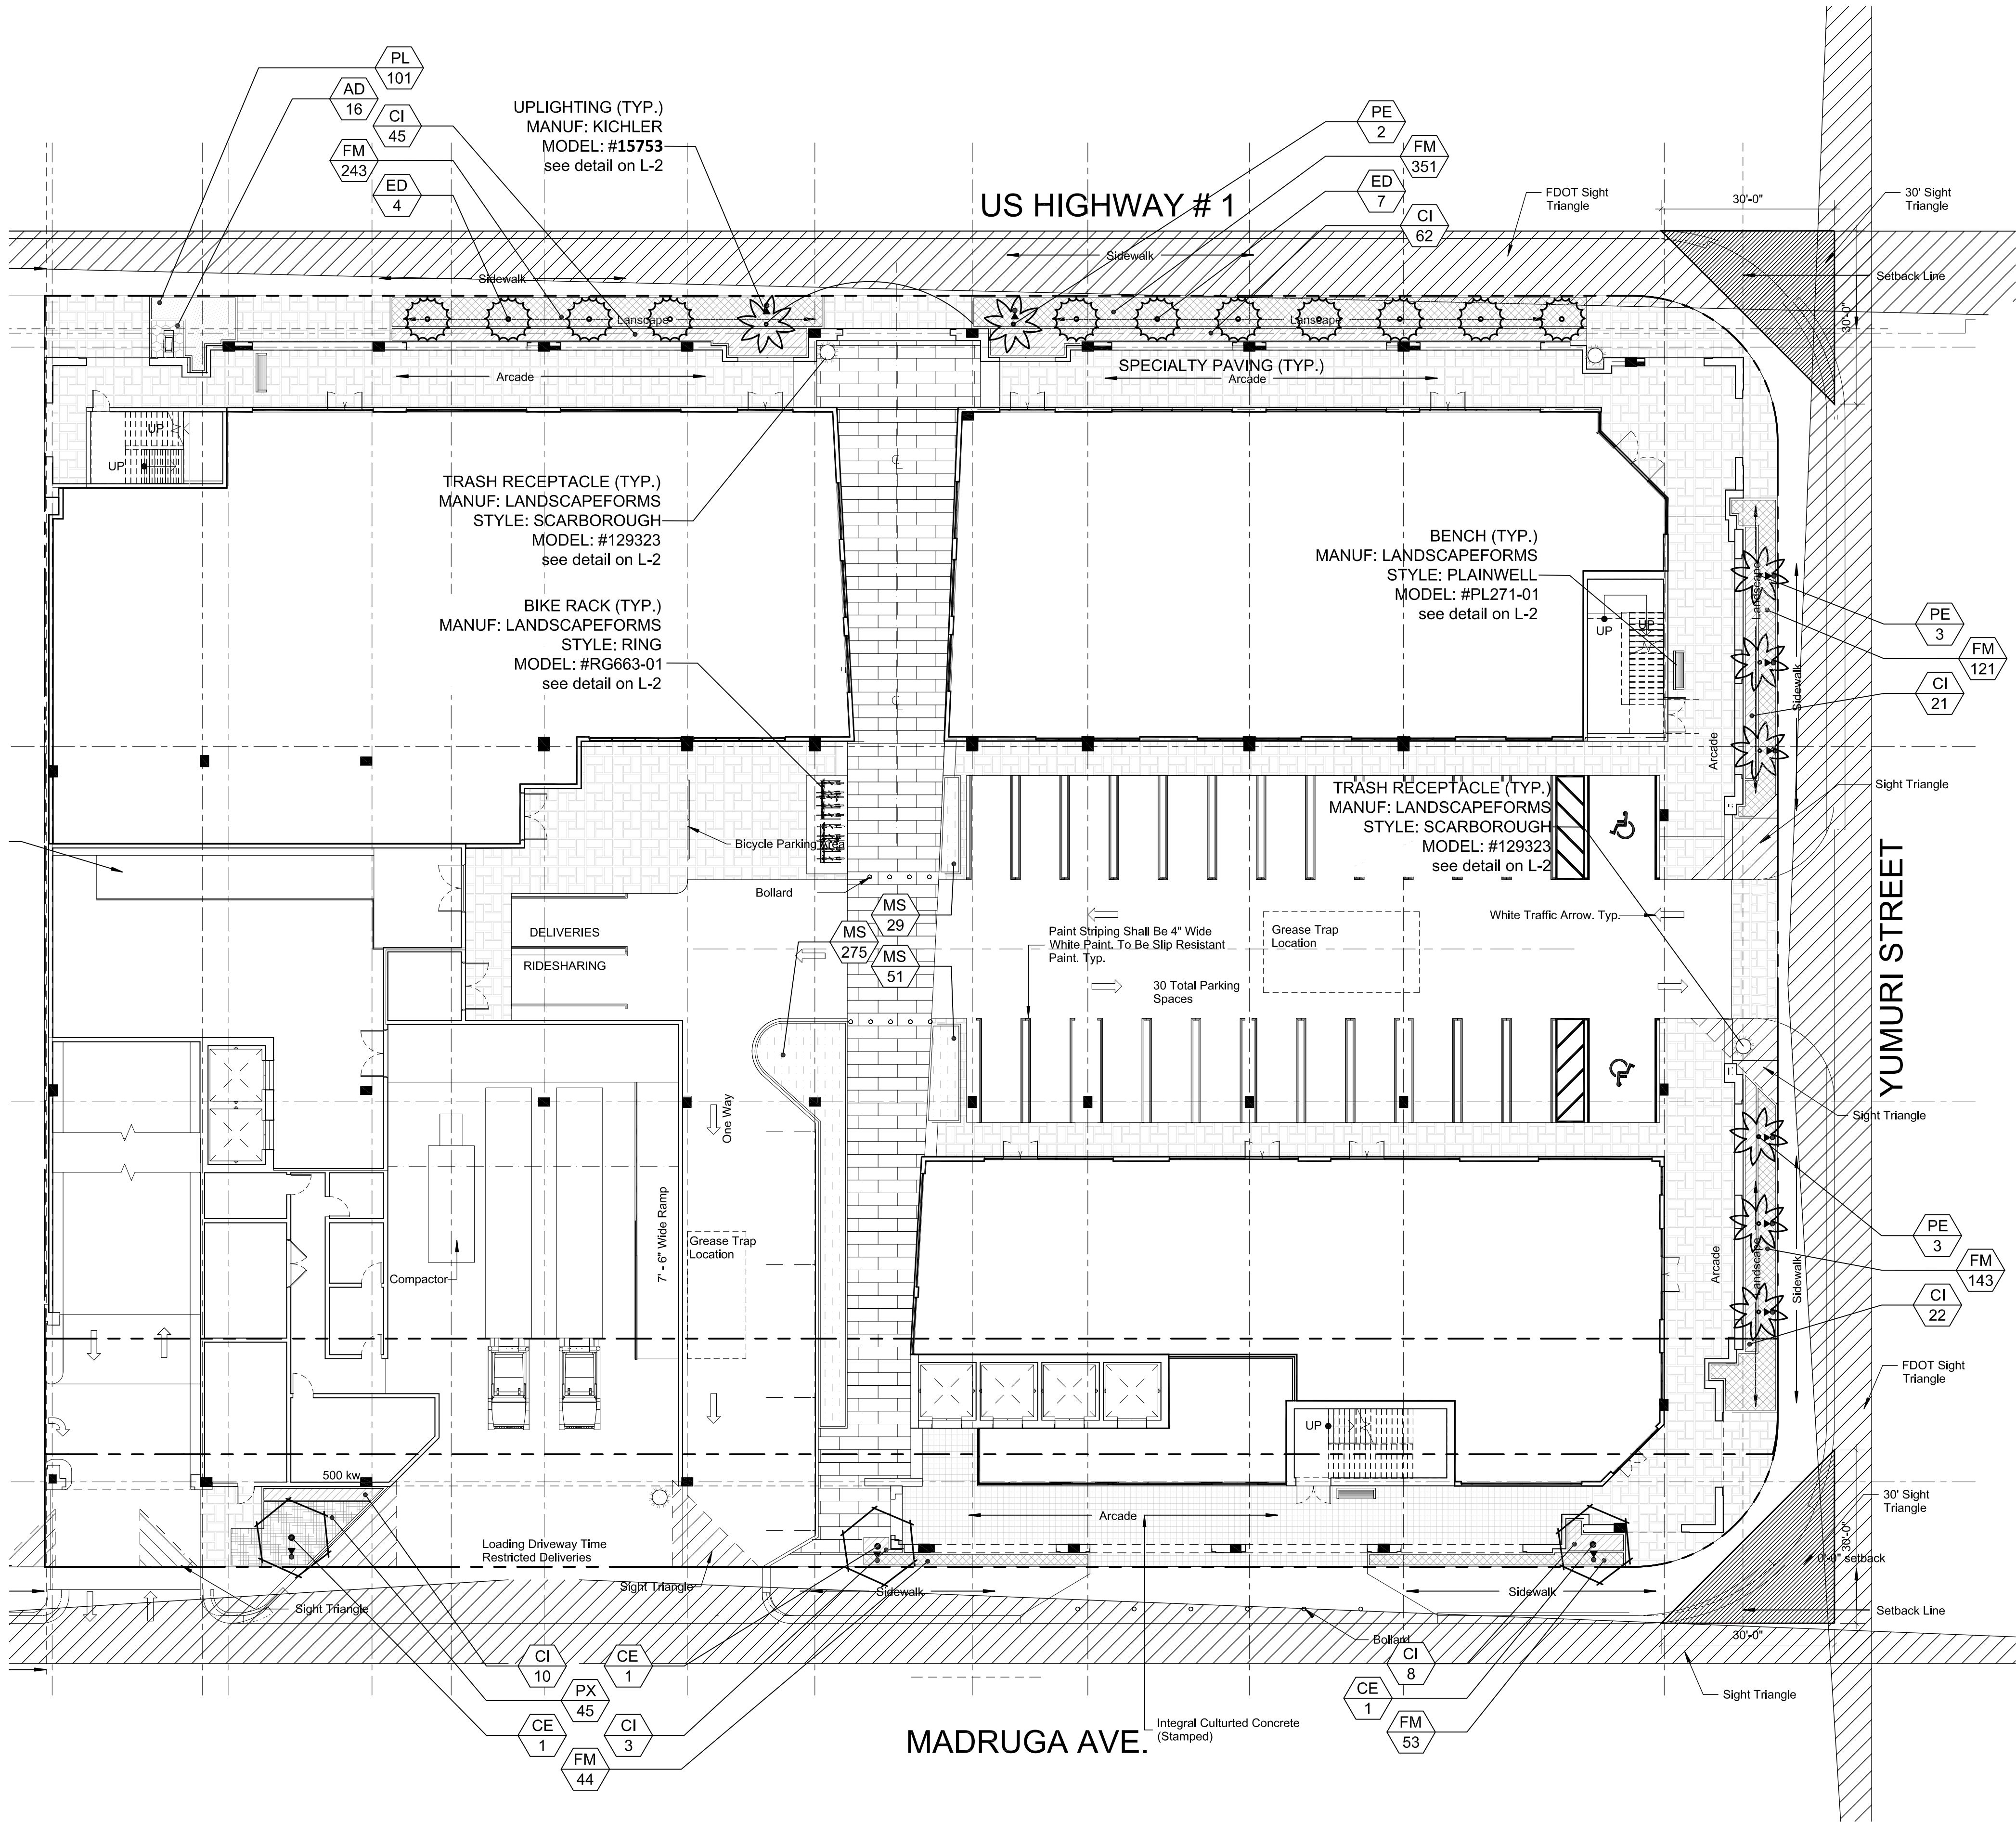 PL
101
AD
16
CI
45
FM
243
ED
4
UPLIGHTING (TYP.)
MANUF: KICHLER
MODEL: #15753
see detail on L-2
US HIGHWAY # 1
PE
2
FM
351
ED
7
CI
62
FDOT Sight
Triangle
30'-0"
30' Sight
Triangle
Sidewalk
Sidewalk
Setback Line
30'-0"
Lanscape
Lanscape
SPECIALTY PAVING (TYP.)
Arcade
Arcade
UP
UP
TRASH RECEPTACLE (TYP.)
MANUF: LANDSCAPEFORMS
STYLE: SCARBOROUGH
MODEL: #129323
see detail on L-2
BIKE RACK (TYP.)
MANUF: LANDSCAPEFORMS
STYLE: RING
MODEL: #RG663-01
see detail on L-2
BENCH (TYP.)
MANUF: LANDSCAPEFORMS
STYLE: PLAINWELL
MODEL: #PL271-01
see detail on L-2
UP
UP
Landscape
Sidewalk
Arcade
PE
3
FM
121
CI
21
Sight Triangle
TRASH RECEPTACLE (TYP.)
MANUF: LANDSCAPEFORMS
STYLE: SCARBOROUGH
MODEL: #129323
see detail on L-2
Bicycle Parking Area
Bollard
MS
29
MS
275
MS
51
DELIVERIES
RIDESHARING
Paint Striping Shall Be 4" Wide
White Paint. To Be Slip Resistant
Paint. Typ.
Grease Trap
Location
White Traffic Arrow. Typ.
30 Total Parking
Spaces
YUMURI STREET
One Way
Sight Triangle
7' - 6" Wide Ramp
Grease Trap
Location
Compactor
Arcade
Landscape
Sidewalk
PE
3
FM
143
CI
22
FDOT Sight
Triangle
UP
500 kw
Arcade
30' Sight
Triangle
30'-0"
0'-0" setback
Loading Driveway Time
Restricted Deliveries
Sight Triangle
Sight Triangle
Sidewalk
Sidewalk
Setback Line
30'-0"
Bollard
CI
10
CE
1
PX
45
CE
1
CI
3
FM
44
CI
8
CE
1
FM
53
Sight Triangle
MADRUGA AVE.
Integral Culturted Concrete
(Stamped)